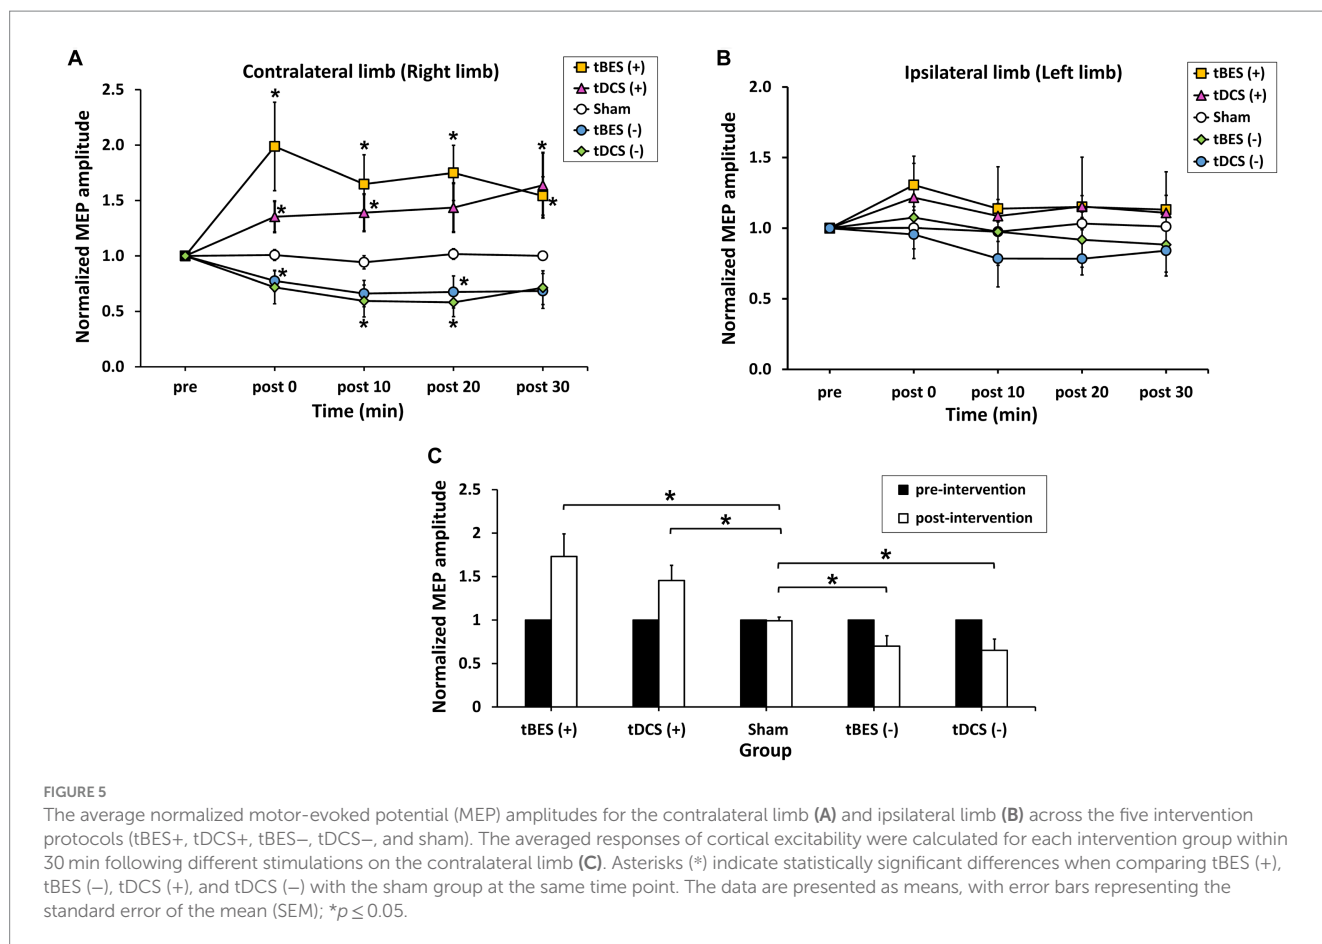 A
Contralateral limb (Right limb)
tBES (+)
tDCS (+)
Sham
tBES (-)
tDCS (-)
Normalized MEP amplitude
2.5
2.0
1.5
1.0
0.5
0.0
*
*
*
*
*
*
*
*
*
*
*
pre
post 0
post 10
post 20
post 30
Time (min)
B
Ipsilateral limb (Left limb)
tBES (+)
tDCS (+)
Sham
tBES (-)
tDCS (-)
Normalized MEP amplitude
2.0
1.5
1.0
0.5
0.0
pre
post 0
post 10
post 20
post 30
Time (min)
C
pre-intervention
post-intervention
Normalized MEP amplitude
2.5
2
1.5
1
0.5
0
*
*
*
*
tBES (+)
tDCS (+)
Sham
tBES (-)
tDCS (-)
Group
FIGURE 5
The average normalized motor-evoked potential (MEP) amplitudes for the contralateral limb (A) and ipsilateral limb (B) across the five intervention
protocols (tBES+, tDCS+, tBES−, tDCS−, and sham). The averaged responses of cortical excitability were calculated for each intervention group within
30 min following different stimulations on the contralateral limb (C). Asterisks (*) indicate statistically significant differences when comparing tBES (+),
tBES (−), tDCS (+), and tDCS (−) with the sham group at the same time point. The data are presented as means, with error bars representing the
standard error of the mean (SEM); *p ≤ 0.05.